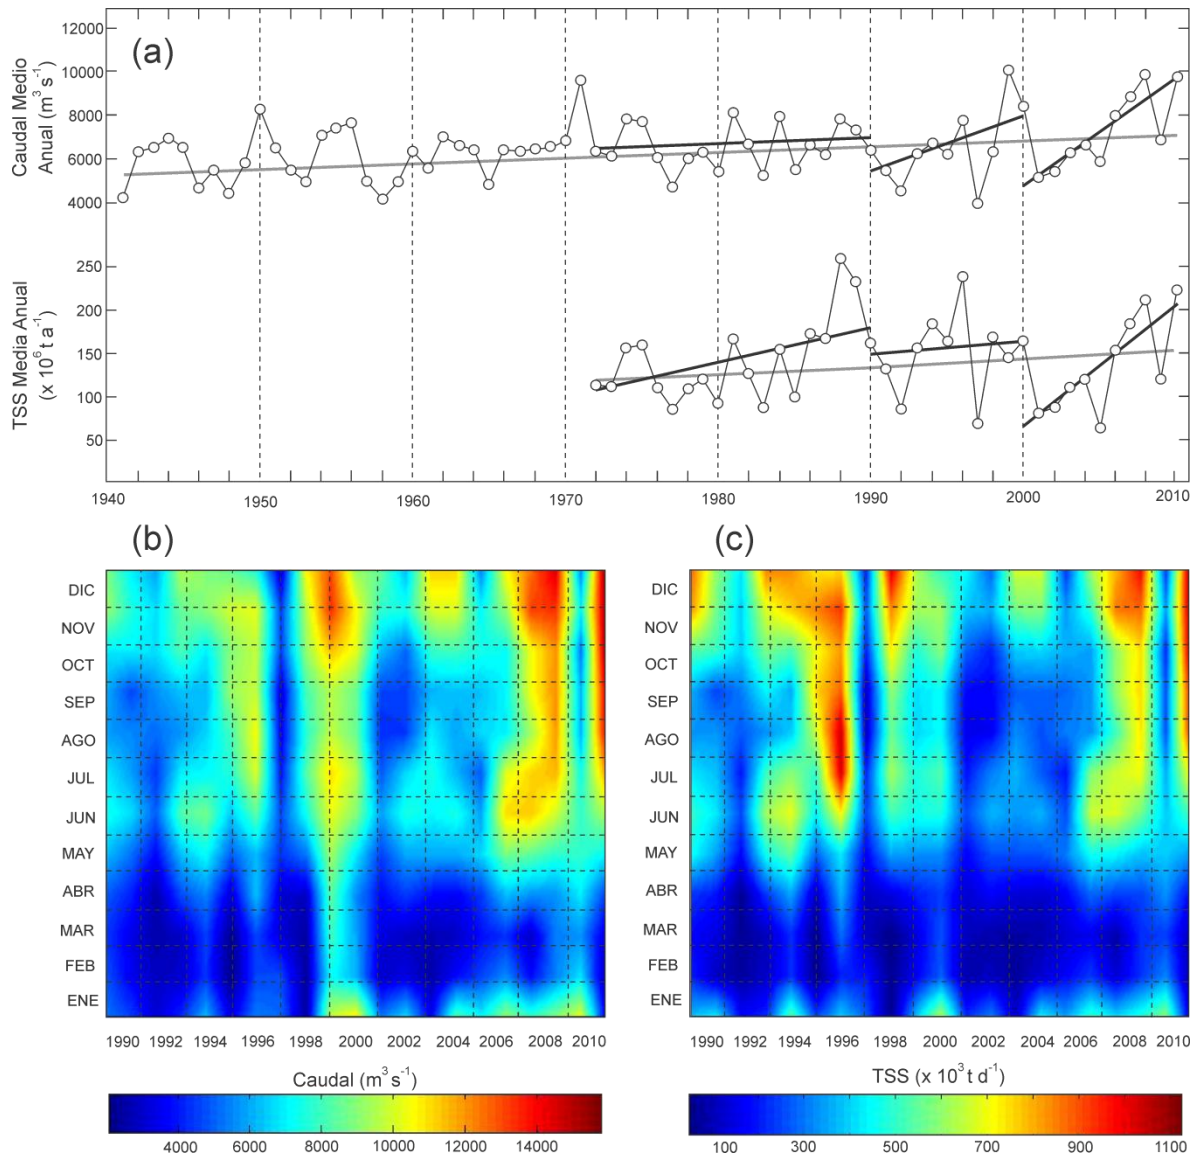 (a)
Caudal Medio
Anual (m³ s⁻¹)
12000
10000
8000
6000
4000
TSS Media Anual
(x 10⁶ t a⁻¹)
250
200
150
100
50
1940 1950 1960 1970 1980 1990 2000 2010
(b)
DIC
NOV
OCT
SEP
AGO
JUL
JUN
MAY
ABR
MAR
FEB
ENE
1990 1992 1994 1996 1998 2000 2002 2004 2006 2008 2010
Caudal (m³ s⁻¹)
4000 6000 8000 10000 12000 14000
(c)
DIC
NOV
OCT
SEP
AGO
JUL
JUN
MAY
ABR
MAR
FEB
ENE
1990 1992 1994 1996 1998 2000 2002 2004 2006 2008 2010
TSS (x 10³ t d⁻¹)
100 300 500 700 900 1100